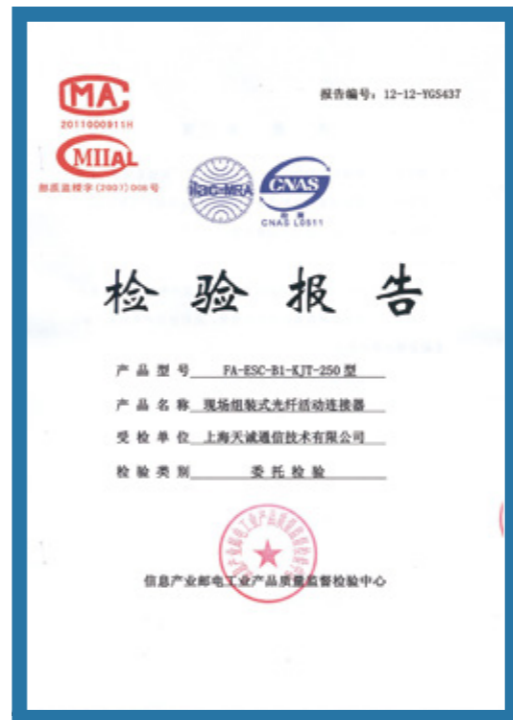 MA
报告编号：12-12-YGS437
2011000911H
MIIAL
部质监授字(2007)006号
ilac-MRA
CNAS
CNAS L0511
检验报告
产品型号 FA-ESC-B1-KJT-250型
产品名称 现场组装式光纤活动连接器
受检单位 上海天诚通信技术有限公司
检验类别 委托检验
信息产业邮电工业产品质量监督检验中心